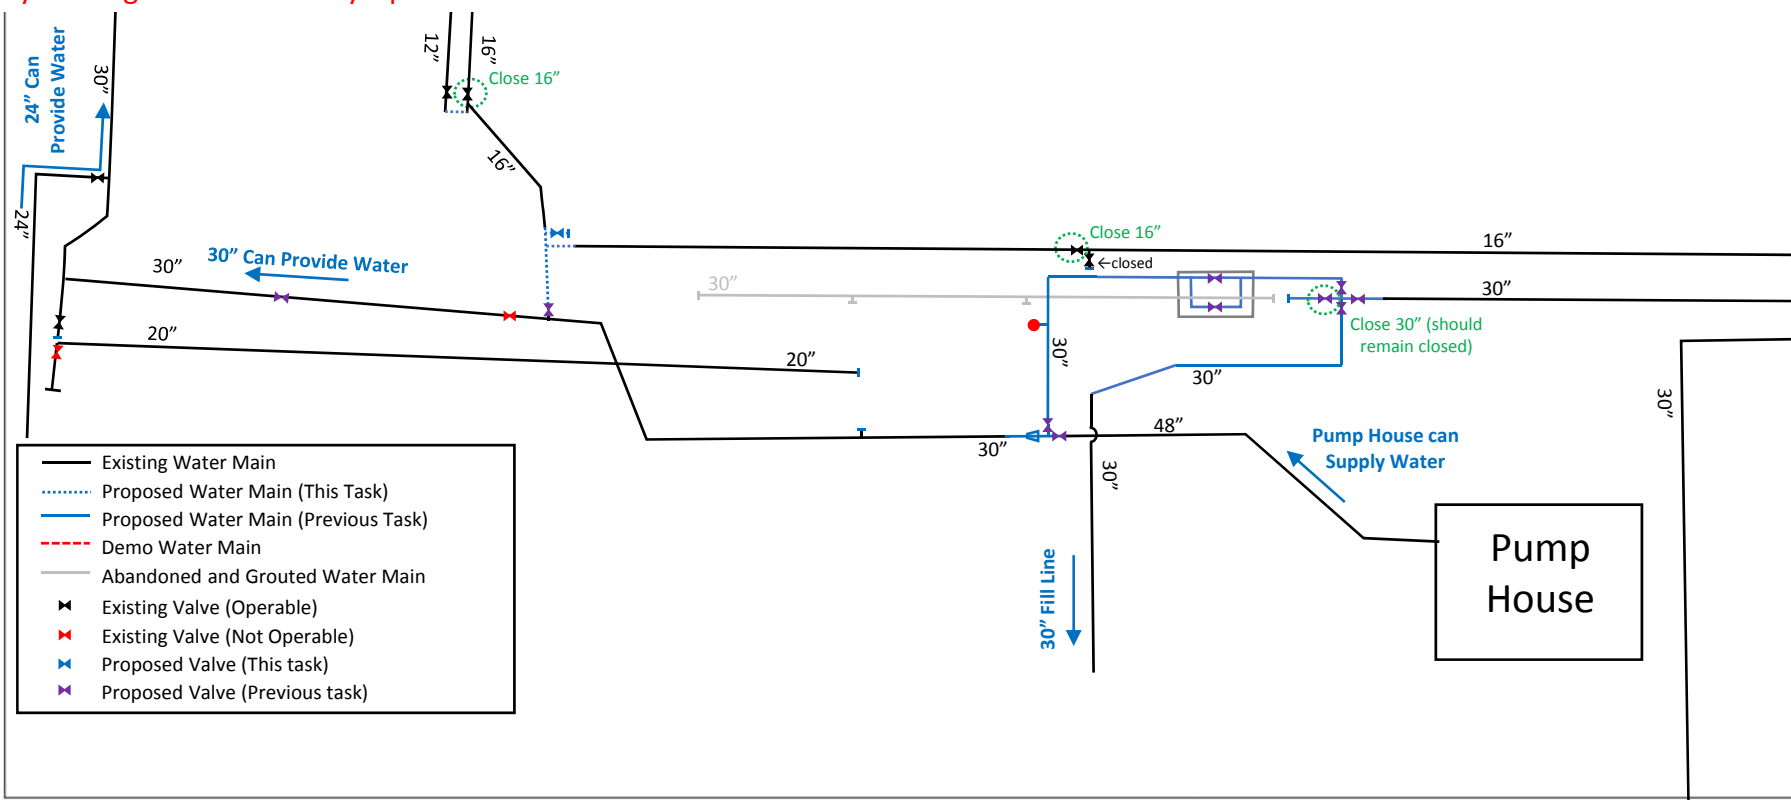 12”
16”
30”
24” Can
Provide Water
Close 16”
16”
24”
30” Can Provide Water
30”
Close 16”
16”
←closed
30”
30”
20”
20”
30”
Close 30” (should
remain closed)
30”
30”
48”
30”
30”
Pump House can
Supply Water
30” Fill Line
Pump
House
Existing Water Main
Proposed Water Main (This Task)
Proposed Water Main (Previous Task)
Demo Water Main
Abandoned and Grouted Water Main
Existing Valve (Operable)
Existing Valve (Not Operable)
Proposed Valve (This task)
Proposed Valve (Previous task)